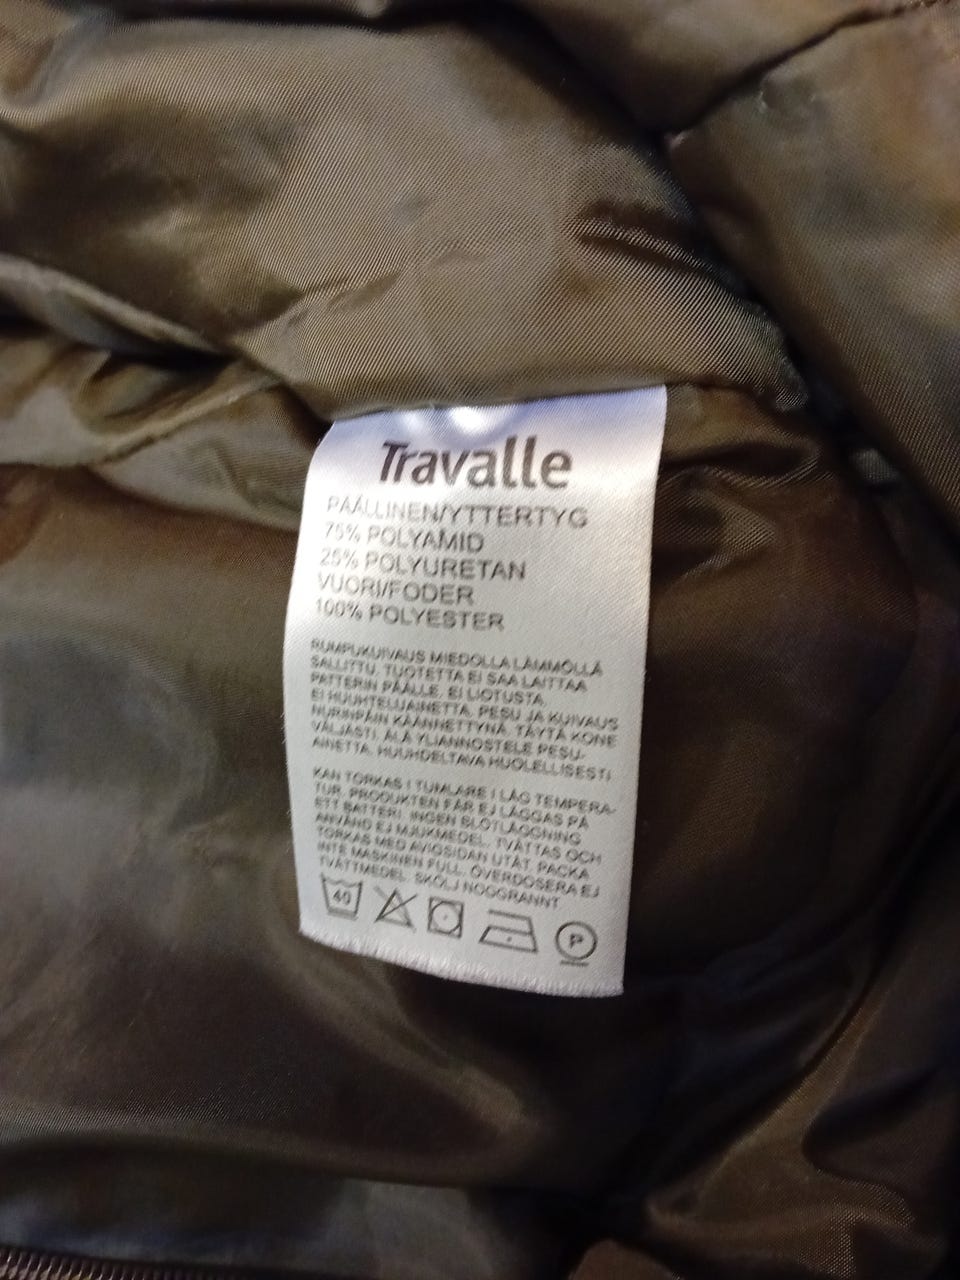 Travalle
PÄÄLLINEN/YTTERTYG
75% POLYAMID
25% POLYURETAN
VUORI/FODER
100% POLYESTER
RUMPUKUIVAUS MIEDOLLA LÄMMÖLLÄ
SALLITTU. TUOTETTA EI SAA LAITTAA
PATTERIN PÄÄLLE. EI LIOTUSTA.
EI HUUHTELUAINETTA. PESU JA KUIVAUS
NURINPÄIN KÄÄNNETTYNÄ. TÄYTÄ KONE
VÄLJÄSTI. ÄLÄ YLIANNOSTELE PESU-
AINETTA. HUUHDELTAVA HUOLELLISESTI
KAN TORKAS I TUMLARE I LÅG TEMPERA-
TUR. PRODUKTEN FÅR EJ LÄGGAS PÅ
ETT BATTERI. INGEN BLÖTLÄGGNING
ANVÄND EJ MJUKMEDEL. TVÄTTAS OCH
TORKAS MED AVIGSIDAN UTÅT. PACKA
INTE MASKINEN FULL. ÖVERDOSERA EJ
TVÄTTMEDEL. SKÖLJ NOGGRANNT
40
P